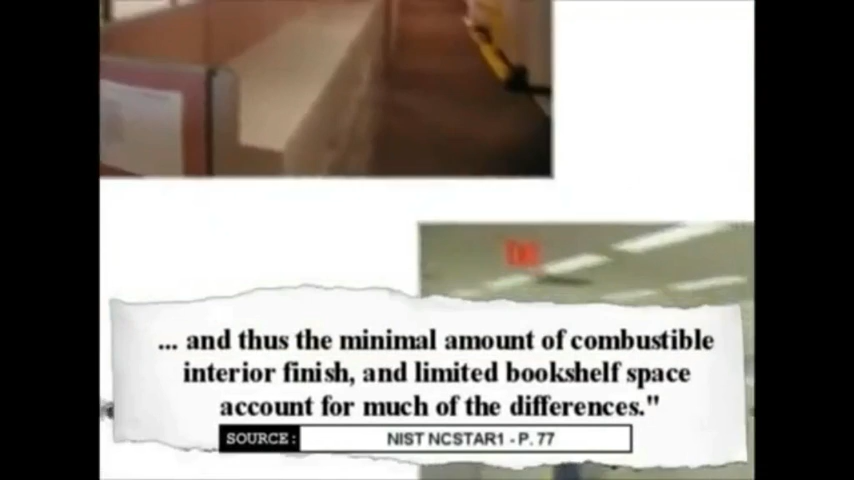 ... and thus the minimal amount of combustible
interior finish, and limited bookshelf space
account for much of the differences."
SOURCE: NIST NCSTAR1 - P. 77